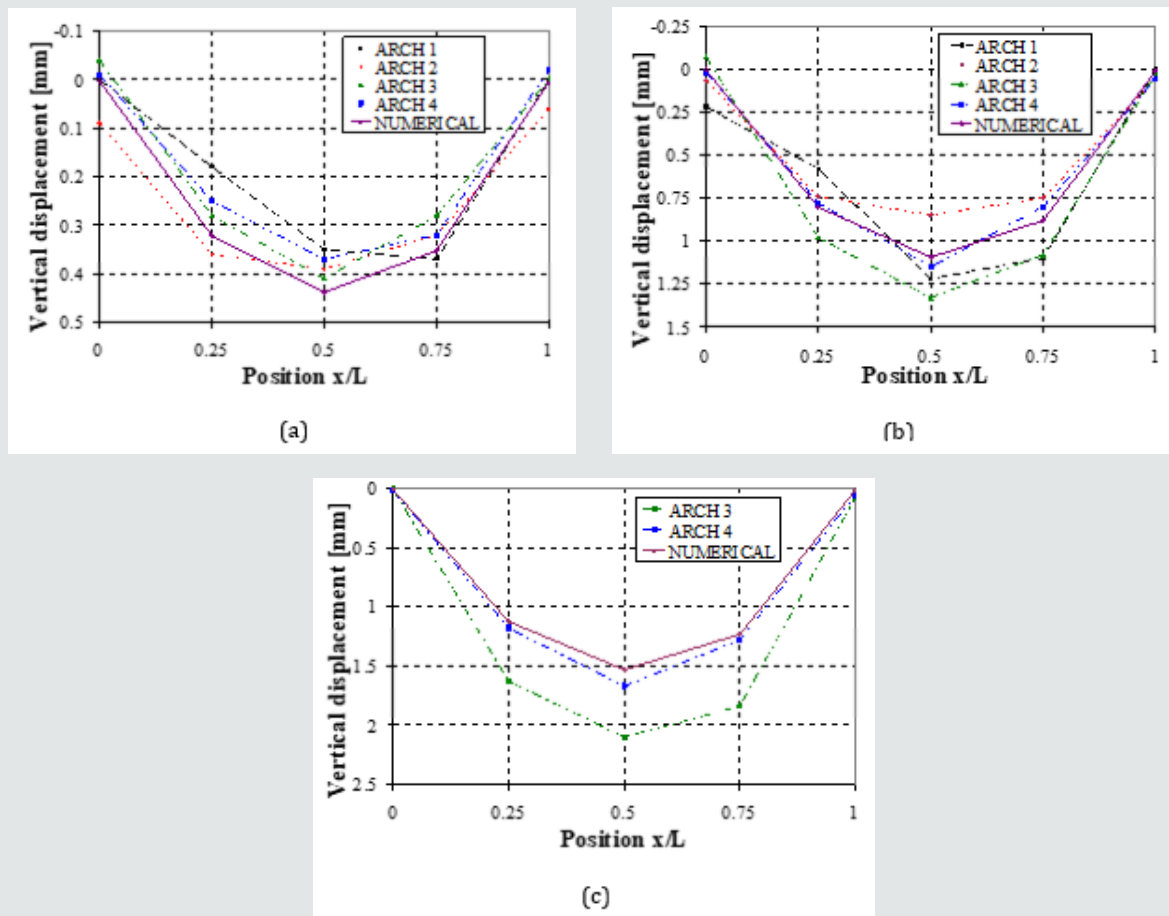 -0.1
0
0.1
0.2
0.3
0.4
0.5
Vertical displacement [mm]
ARCH 1
ARCH 2
ARCH 3
ARCH 4
NUMERICAL
0 0.25 0.5 0.75 1
Position x/L
(a)
-0.25
0
0.25
0.5
0.75
1
1.25
1.5
Vertical displacement [mm]
ARCH 1
ARCH 2
ARCH 3
ARCH 4
NUMERICAL
0 0.25 0.5 0.75 1
Position x/L
(b)
0
0.5
1
1.5
2
2.5
Vertical displacement [mm]
ARCH 3
ARCH 4
NUMERICAL
0 0.25 0.5 0.75 1
Position x/L
(c)